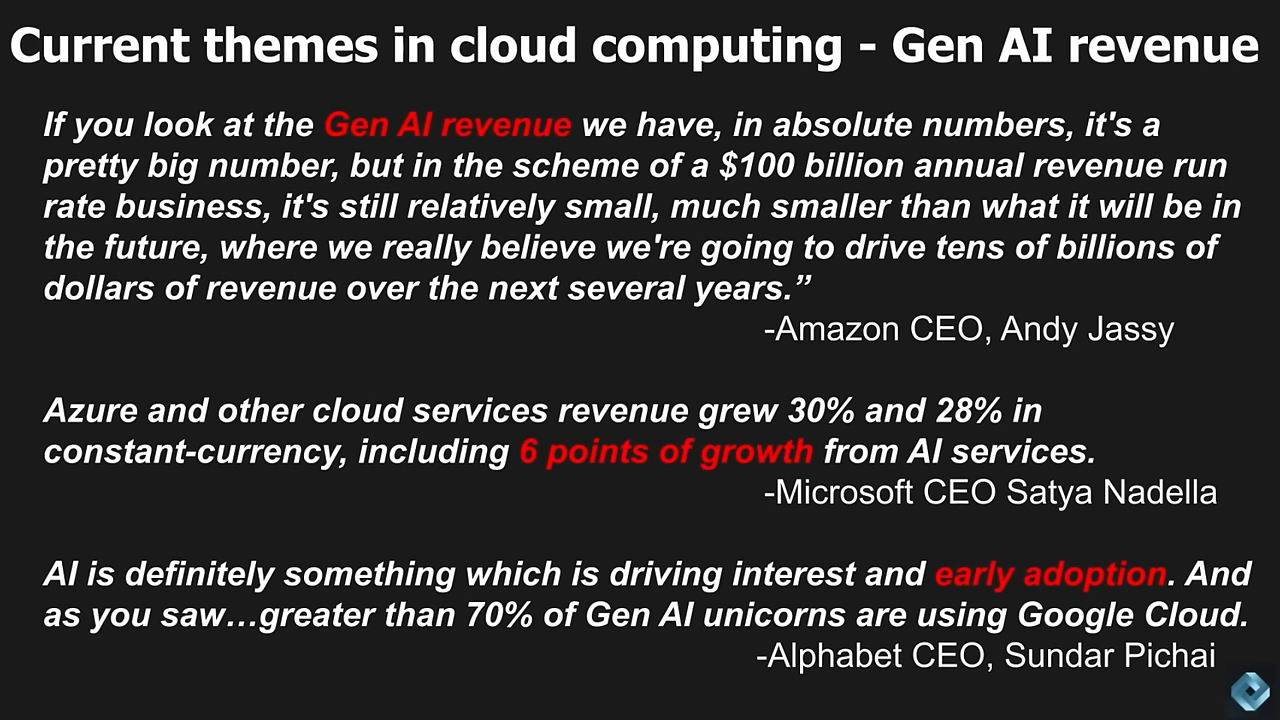 Current themes in cloud computing - Gen AI revenue
If you look at the Gen AI revenue we have, in absolute numbers, it's a
pretty big number, but in the scheme of a $100 billion annual revenue run
rate business, it's still relatively small, much smaller than what it will be in
the future, where we really believe we're going to drive tens of billions of
dollars of revenue over the next several years.”
-Amazon CEO, Andy Jassy
Azure and other cloud services revenue grew 30% and 28% in
constant-currency, including 6 points of growth from AI services.
-Microsoft CEO Satya Nadella
AI is definitely something which is driving interest and early adoption. And
as you saw…greater than 70% of Gen AI unicorns are using Google Cloud.
-Alphabet CEO, Sundar Pichai